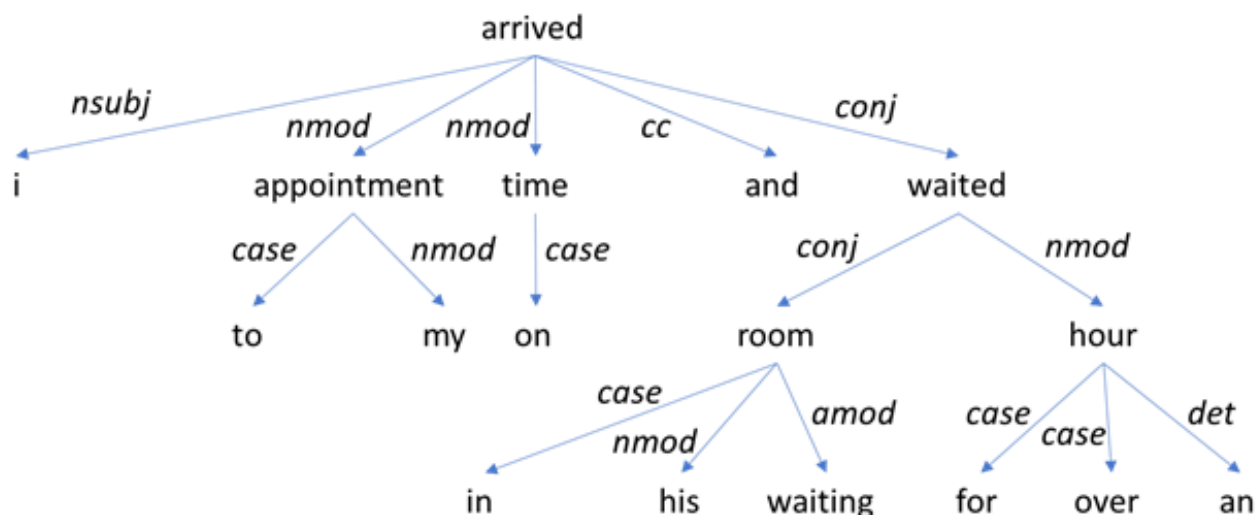 arrived
nsubj nmod nmod cc conj
i appointment time and waited
case nmod case conj nmod
to my on room hour
case nmod amod case case det
in his waiting for over an